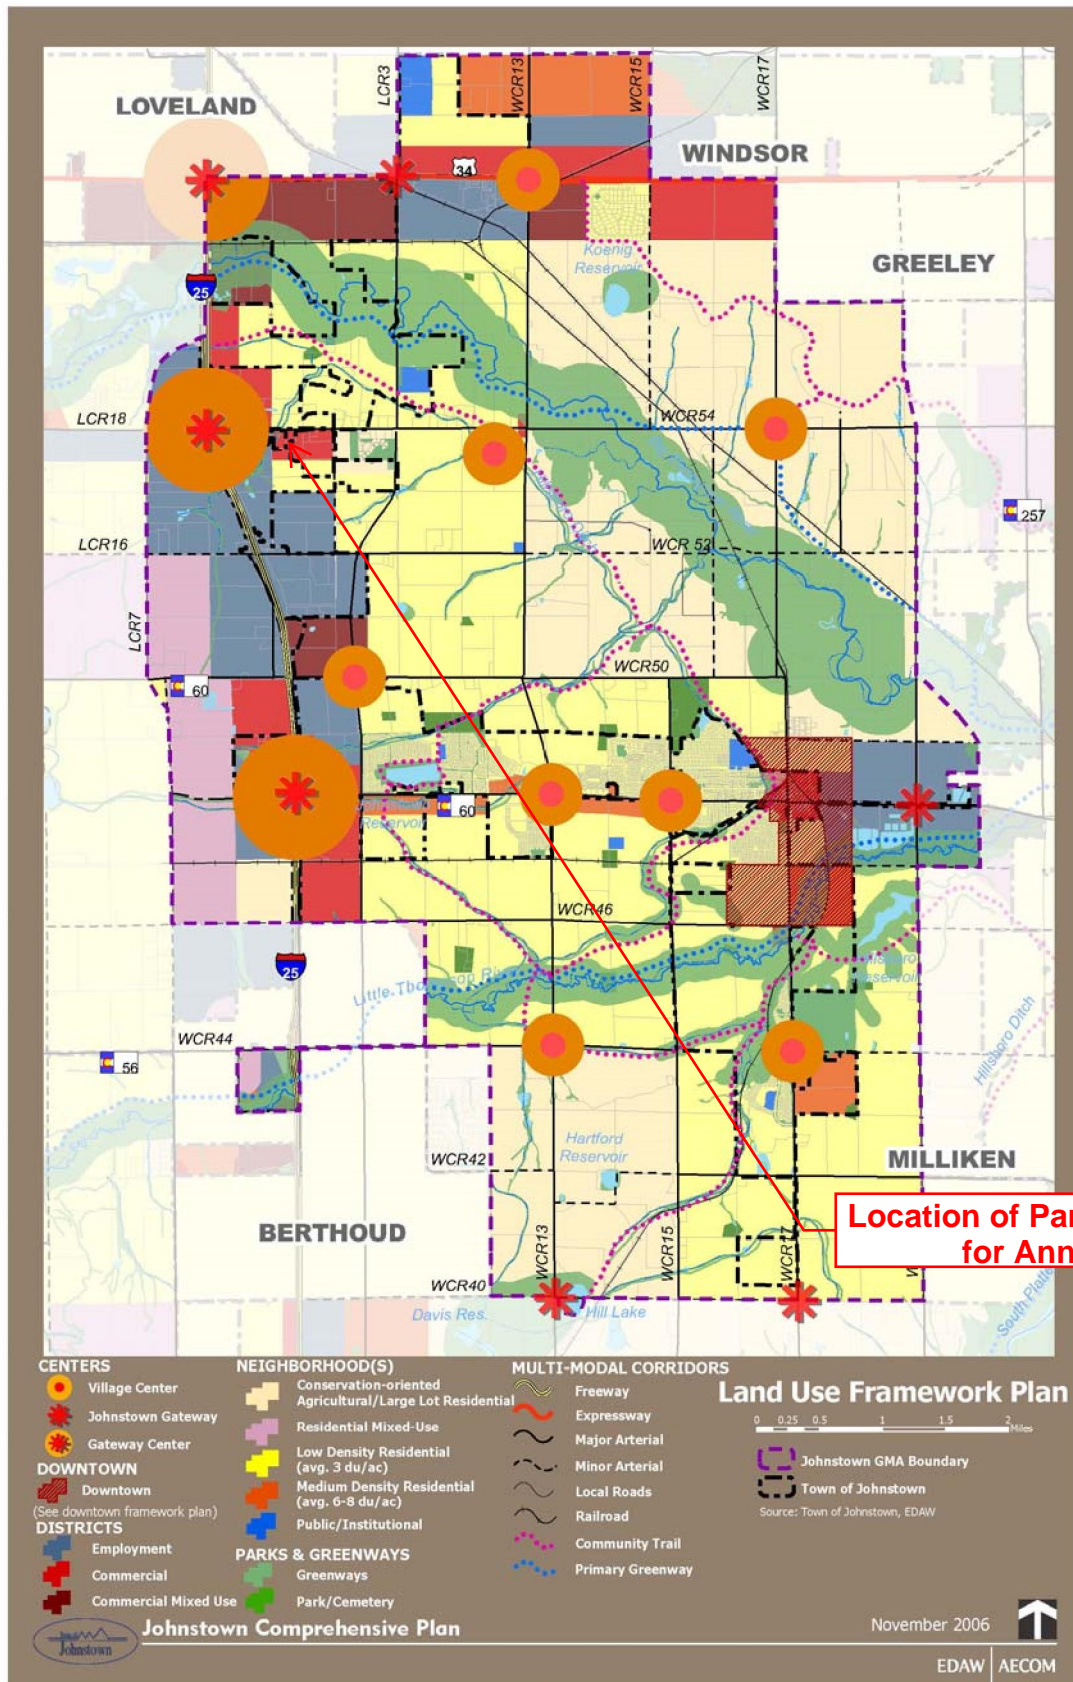 LOVELAND
LCR3
WCR13
WCR15
WCR17
34
WINDSOR
Koenig
Reservoir
GREELEY
25
LCR18
WCR54
257
LCR16
WCR 52
LCR7
WCR50
60
60
Reservoir
WCR46
25
Little
WCR44
56
Hillsboro Ditch
Hartford
Reservoir
WCR42
MILLIKEN
BERTHOUD
Location of Par
for Ann
WCR13
WCR15
WCR17
WCR40
Davis Res.
Hill Lake
South Platte
CENTERS
Village Center
Johnstown Gateway
Gateway Center
DOWNTOWN
Downtown
(See downtown framework plan)
DISTRICTS
Employment
Commercial
Commercial Mixed Use
NEIGHBORHOOD(S)
Conservation-oriented
Agricultural/Large Lot Residential
Residential Mixed-Use
Low Density Residential
(avg. 3 du/ac)
Medium Density Residential
(avg. 6-8 du/ac)
Public/Institutional
PARKS & GREENWAYS
Greenways
Park/Cemetery
MULTI-MODAL CORRIDORS
Freeway
Expressway
Major Arterial
Minor Arterial
Local Roads
Railroad
Community Trail
Primary Greenway
Land Use Framework Plan
0 0.25 0.5 1 1.5 2
Miles
Johnstown GMA Boundary
Town of Johnstown
Source: Town of Johnstown, EDAW
Johnstown
Johnstown Comprehensive Plan
November 2006
EDAW AECOM